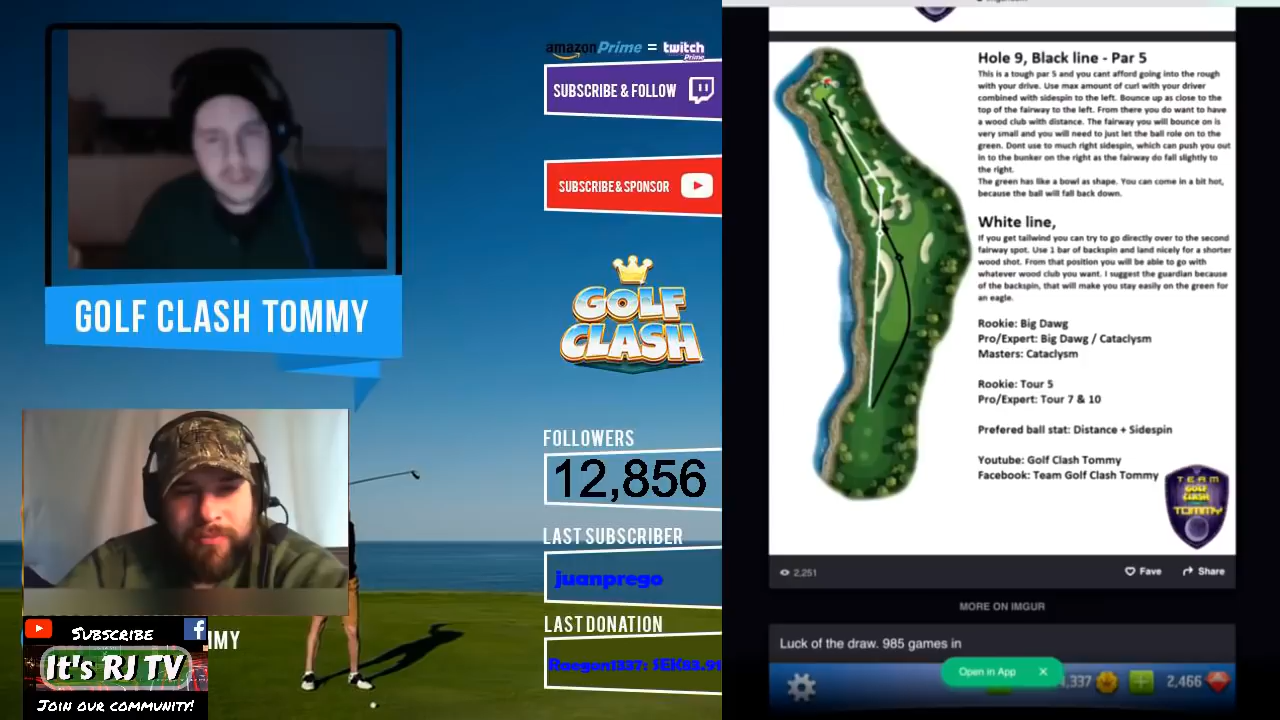 amazonPrime = twitch
Prime
SUBSCRIBE & FOLLOW
SUBSCRIBE & SPONSOR
GOLF CLASH TOMMY
GOLF
CLASH
FOLLOWERS
12,856
LAST SUBSCRIBER
juanprego
LAST DONATION
Raegun1337: SEK83.91
SUBSCRIBE
MMY
It's RJ TV
JOIN OUR COMMUNITY!
Hole 9, Black line - Par 5
This is a tough par 5 and you cant afford going into the rough
with your drive. Use max amount of curl with your driver
combined with sidespin to the left. Bounce up as close to the
top of the fairway to the left. From there you do want to have
a wood club with distance. The fairway you will bounce on is
very small and you will need to just let the ball role on to the
green. Dont use to much right sidespin, which can push you out
in to the bunker on the right as the fairway do fall slightly to
the right.
The green has like a bowl as shape. You can come in a bit hot,
because the ball will fall back down.
White line,
If you get tailwind you can try to go directly over to the second
fairway spot. Use 1 bar of backspin and land nicely for a shorter
wood shot. From that position you will be able to go with
whatever wood club you want. I suggest the guardian because
of the backspin, that will make you stay easily on the green for
an eagle.
Rookie: Big Dawg
Pro/Expert: Big Dawg / Cataclysm
Masters: Cataclysm
Rookie: Tour 5
Pro/Expert: Tour 7 & 10
Prefered ball stat: Distance + Sidespin
Youtube: Golf Clash Tommy
Facebook: Team Golf Clash Tommy
TEAM
GOLF
CLASH
TOMMY
2,251
Fave
Share
MORE ON IMGUR
Luck of the draw. 985 games in
Open in App
,337
2,466